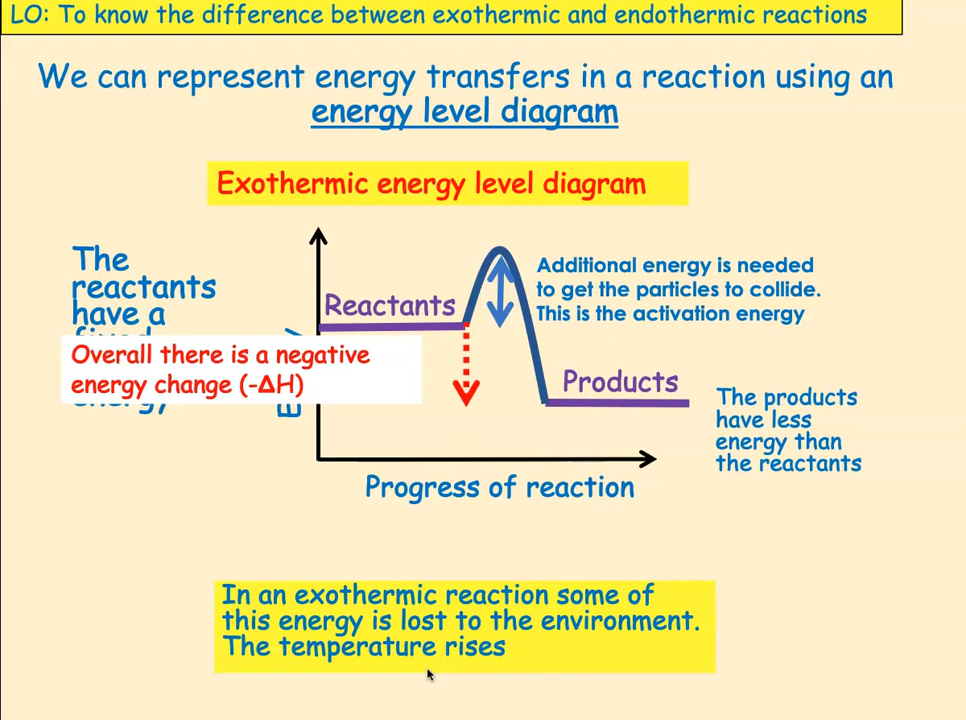 LO: To know the difference between exothermic and endothermic reactions
We can represent energy transfers in a reaction using an
energy level diagram
Exothermic energy level diagram
The
reactants
have a
energy
Overall there is a negative
energy change (-ΔH)
Reactants
Additional energy is needed
to get the particles to collide.
This is the activation energy
Products
The products
have less
energy than
the reactants
Progress of reaction
In an exothermic reaction some of
this energy is lost to the environment.
The temperature rises